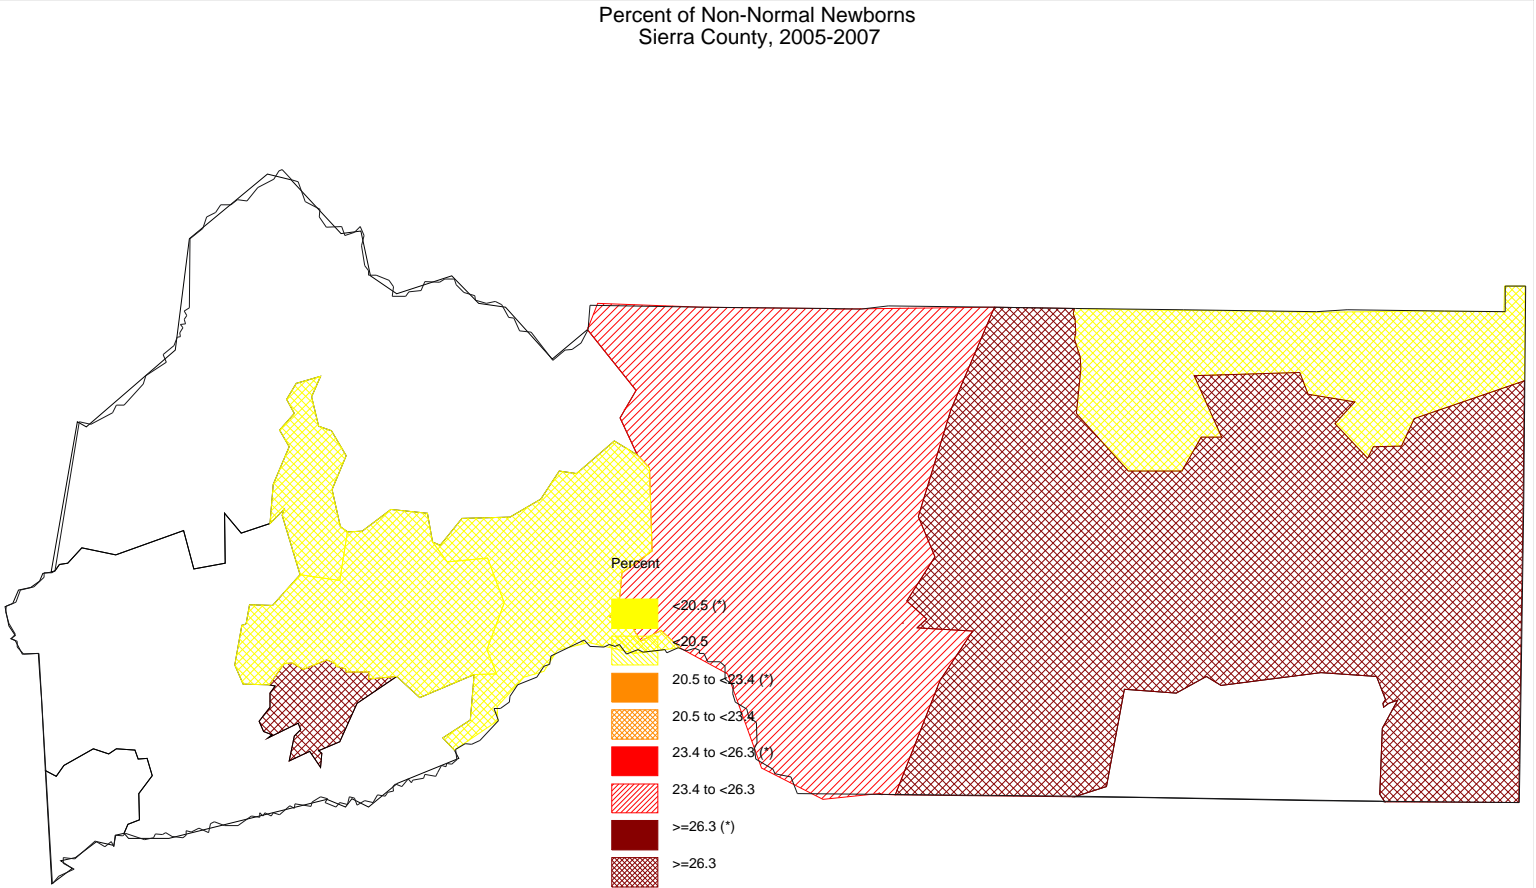 Percent of Non-Normal Newborns
Sierra County, 2005-2007
Percent
<20.5 (*)
<20.5
20.5 to <23.4 (*)
20.5 to <23.4
23.4 to <26.3 (*)
23.4 to <26.3
>=26.3 (*)
>=26.3